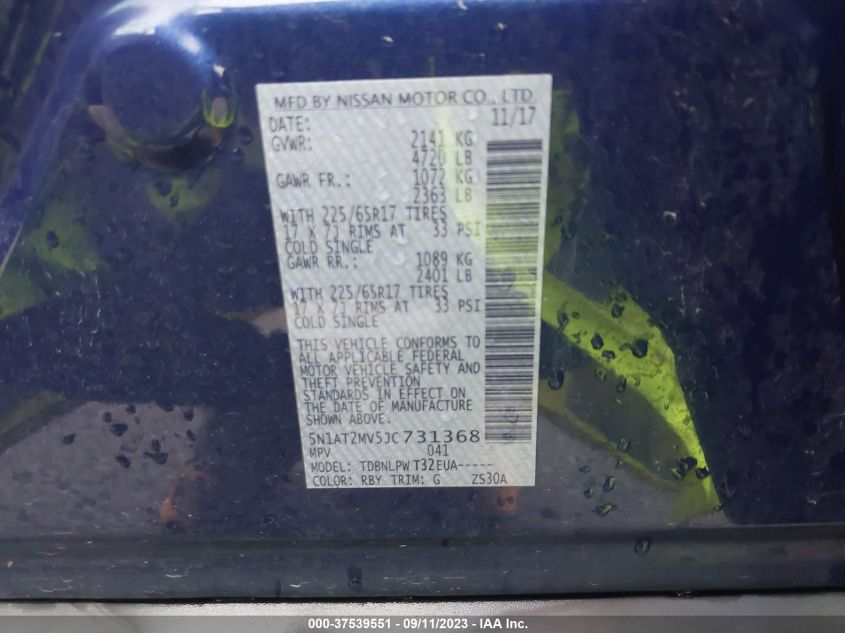 MFD BY NISSAN MOTOR CO., LTD
DATE: 11/17
GVWR: 2141 KG
4720 LB
GAWR FR.: 1072 KG
2363 LB
WITH 225/65R17 TIRES
17 X 7J RIMS AT 33 PSI
COLD SINGLE
GAWR RR.: 1089 KG
2401 LB
WITH 225/65R17 TIRES
17 X 7J RIMS AT 33 PSI
COLD SINGLE
THIS VEHICLE CONFORMS TO
ALL APPLICABLE FEDERAL
MOTOR VEHICLE SAFETY AND
THEFT PREVENTION
STANDARDS IN EFFECT ON
THE DATE OF MANUFACTURE
SHOWN ABOVE.
5N1AT2MV5JC731368
MPV 041
MODEL: TDBNLPW T32EUA-----
COLOR: RBY TRIM: G ZS30A
000-37539551 - 09/11/2023 - IAA Inc.